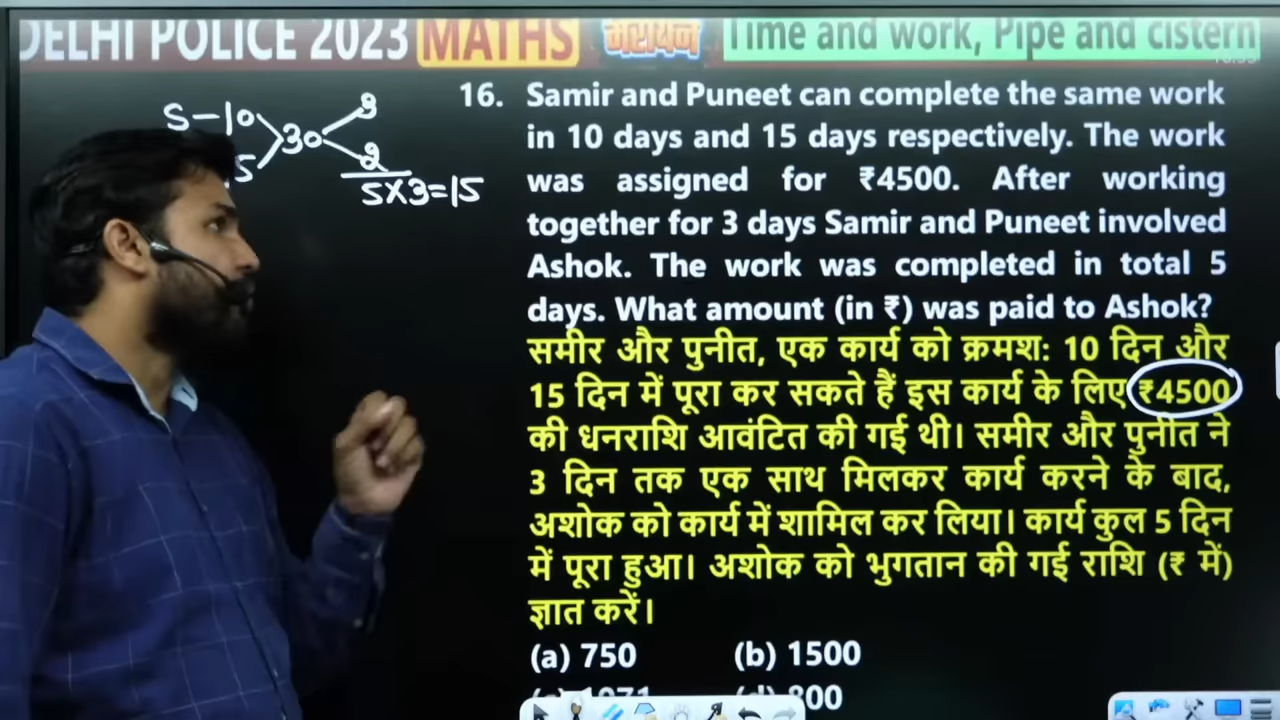 DELHI POLICE 2023 MATHS मैराथन Time and work, Pipe and cistern
S-10
30
3
2
5
5X3=15
16. Samir and Puneet can complete the same work
in 10 days and 15 days respectively. The work
was assigned for ₹4500. After working
together for 3 days Samir and Puneet involved
Ashok. The work was completed in total 5
days. What amount (in ₹) was paid to Ashok?
समीर और पुनीत, एक कार्य को क्रमश: 10 दिन और
15 दिन में पूरा कर सकते हैं इस कार्य के लिए ₹4500
की धनराशि आवंटित की गई थी। समीर और पुनीत ने
3 दिन तक एक साथ मिलकर कार्य करने के बाद,
अशोक को कार्य में शामिल कर लिया। कार्य कुल 5 दिन
में पूरा हुआ। अशोक को भुगतान की गई राशि (₹ में)
ज्ञात करें।
(a) 750 (b) 1500